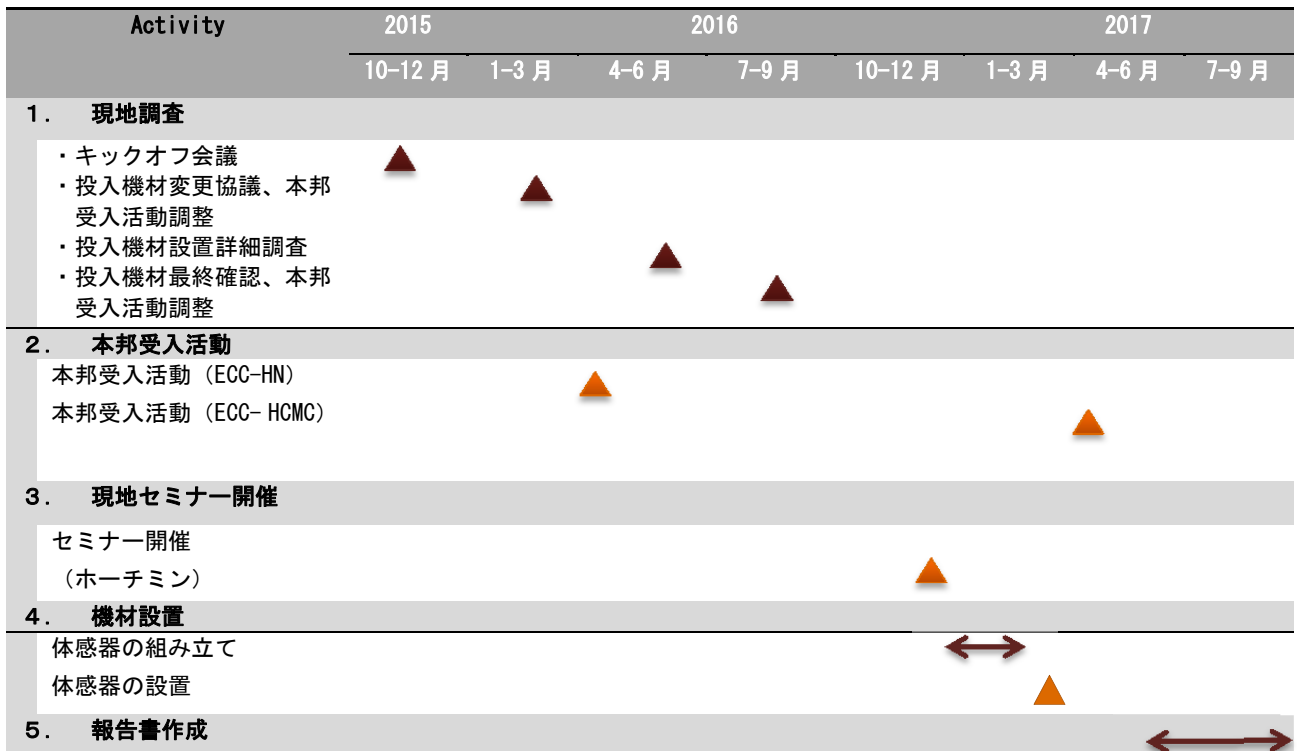 Activity 2015 2016 2017
10-12 月 1-3 月 4-6 月 7-9 月 10-12 月 1-3 月 4-6 月 7-9 月
1. 現地調査
・キックオフ会議
・投入機材変更協議、本邦
受入活動調整
・投入機材設置詳細調査
・投入機材最終確認、本邦
受入活動調整
2. 本邦受入活動
本邦受入活動（ECC-HN）
本邦受入活動（ECC- HCMC）
3. 現地セミナー開催
セミナー開催
（ホーチミン）
4. 機材設置
体感器の組み立て
体感器の設置
5. 報告書作成